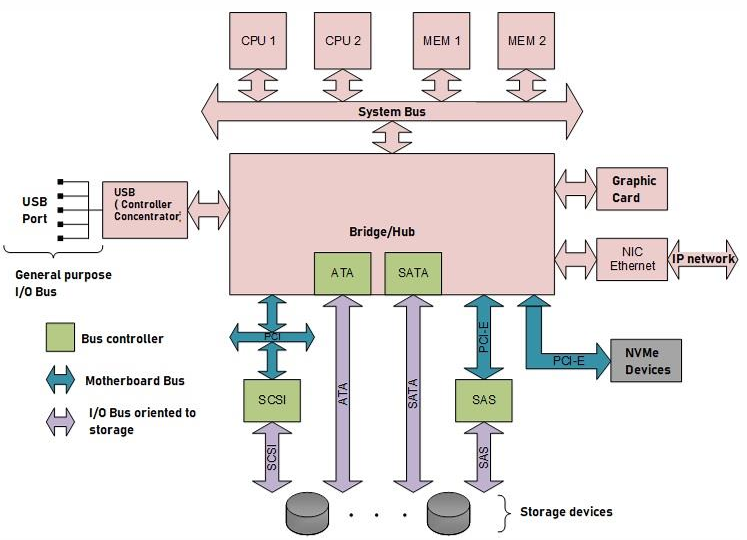 CPU 1
CPU 2
MEM 1
MEM 2
System Bus
USB
Port
USB
( Controller
Concentrator
Bridge/Hub
Graphic
Card
NIC
Ethernet
IP network
General purpose
I/O Bus
ATA
SATA
Bus controller
Motherboard Bus
I/O Bus oriented to
storage
PCI
SCSI
SCSI
ATA
SATA
PCI-E
SAS
SAS
PCI-E
NVMe
Devices
. . .
Storage devices